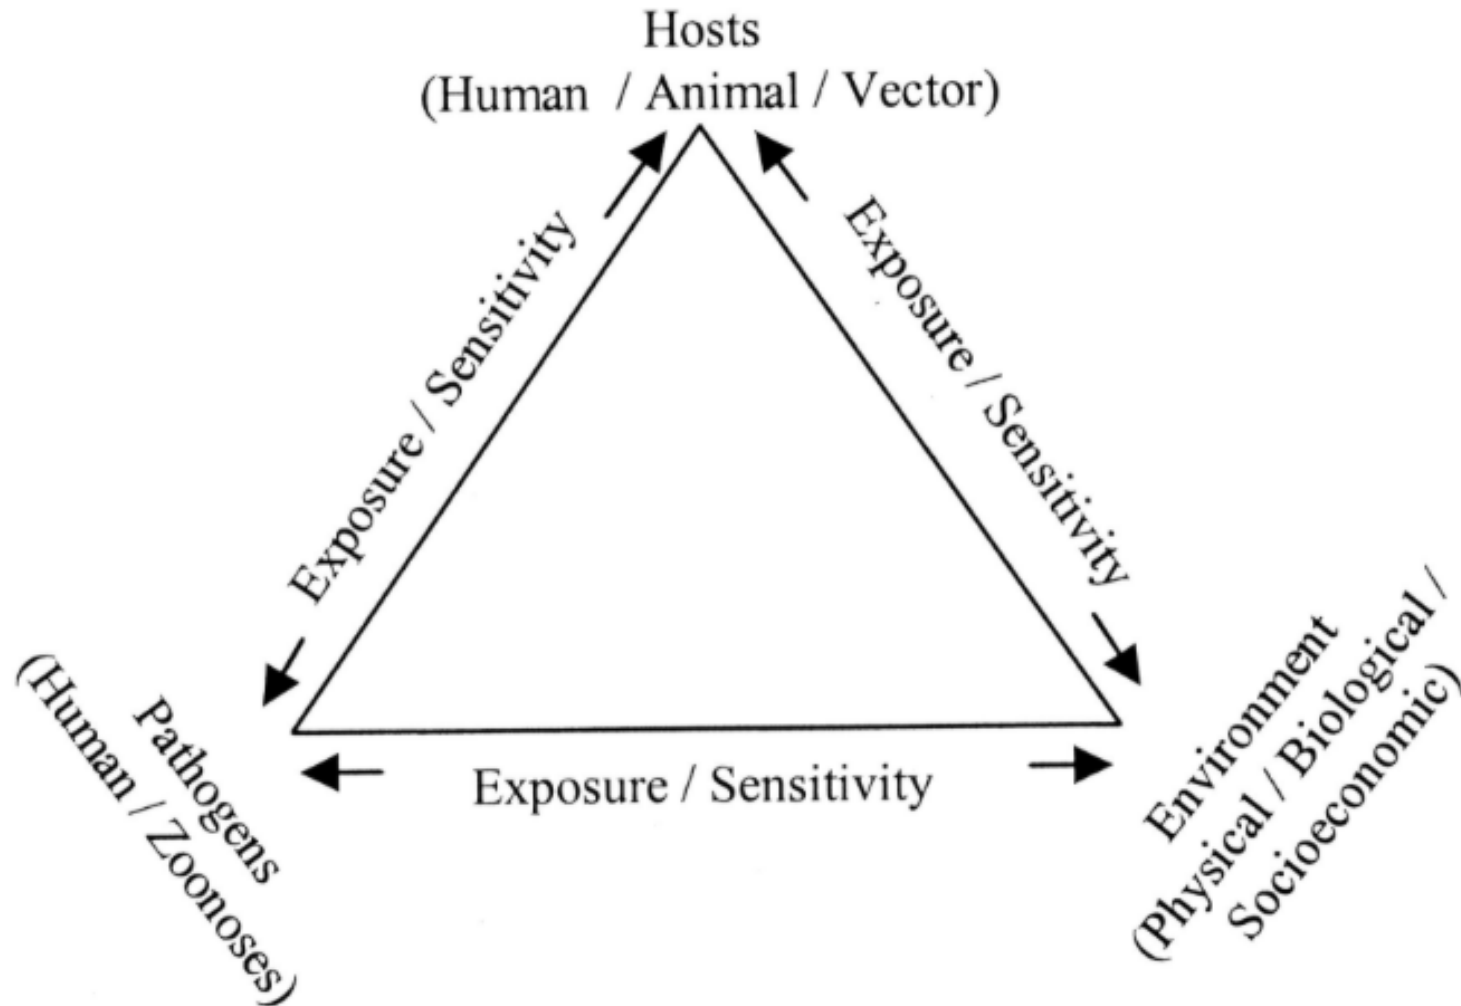 Hosts
(Human / Animal / Vector)
Exposure / Sensitivity
Exposure / Sensitivity
Pathogens
(Human / Zoonoses)
Exposure / Sensitivity
Environment
(Physical / Biological /
Socioeconomic)